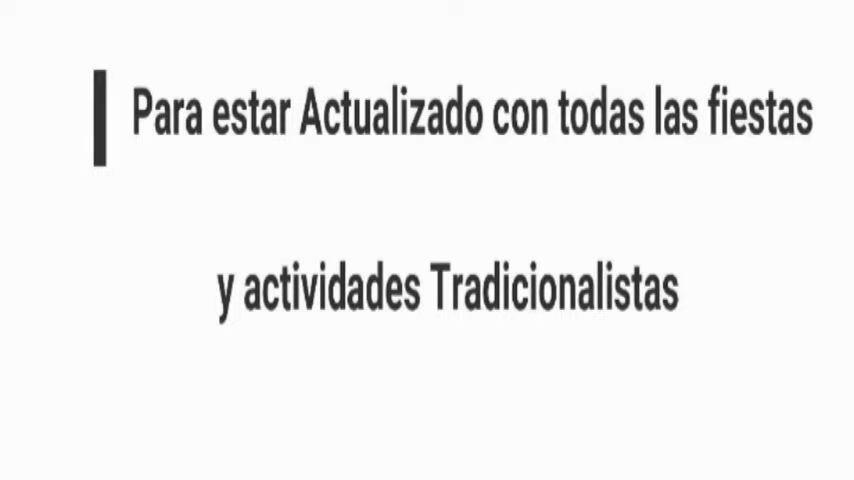 Para estar Actualizado con todas las fiestas
y actividades Tradicionalistas